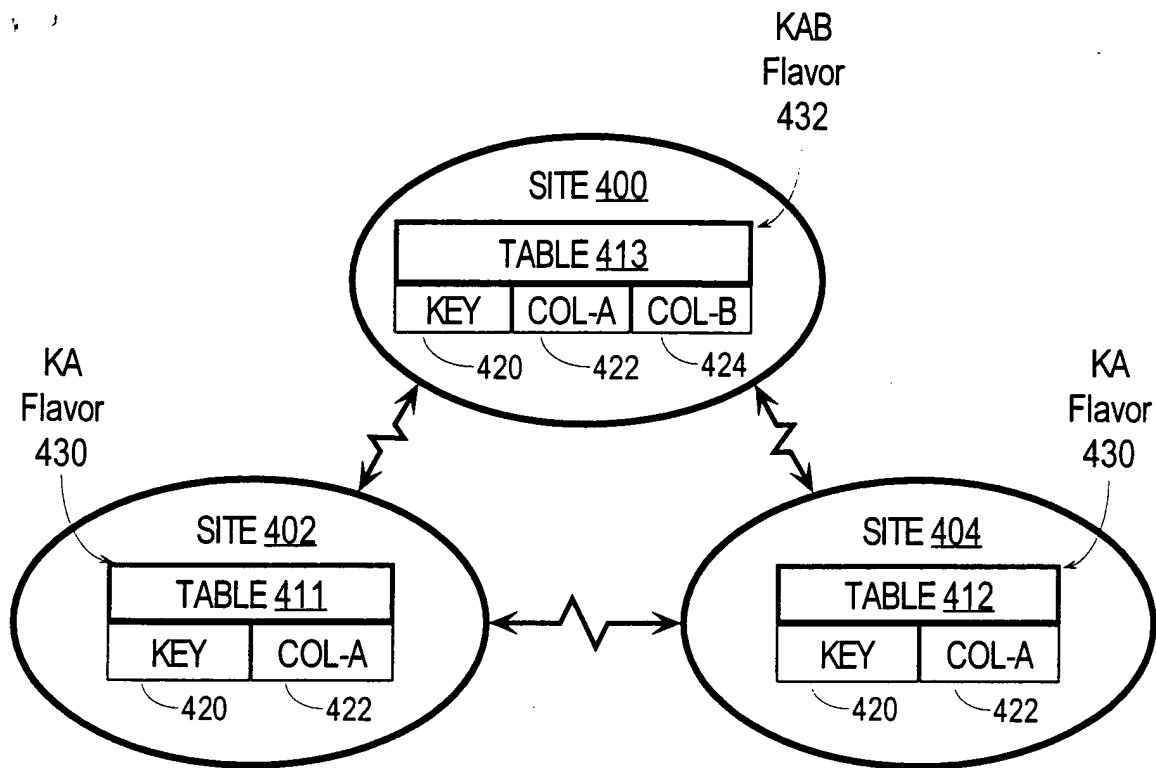 KAB
Flavor
432
SITE 400
TABLE 413
KEY COL-A COL-B
420 422 424
KA
Flavor
430
KA
Flavor
430
SITE 402
TABLE 411
KEY COL-A
420 422
SITE 404
TABLE 412
KEY COL-A
420 422